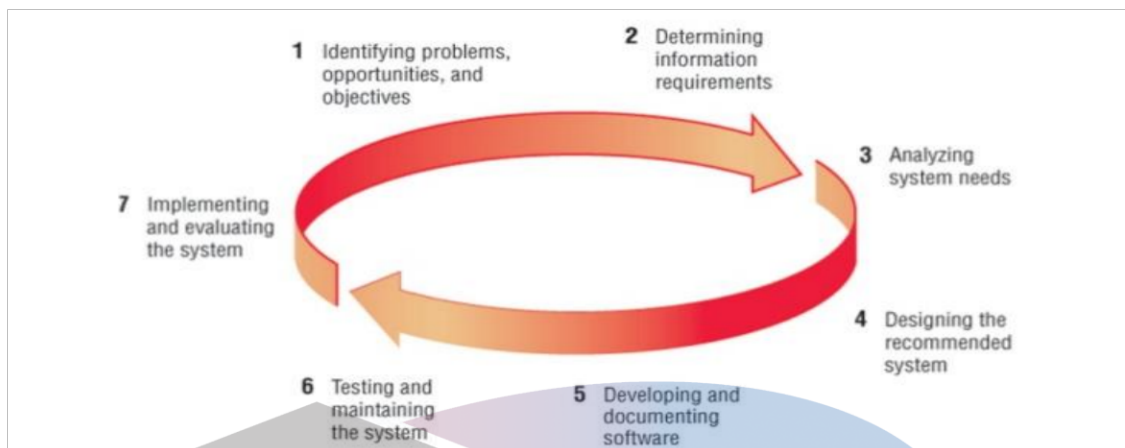 1 Identifying problems,
opportunities, and
objectives
2 Determining
information
requirements
3 Analyzing
system needs
4 Designing the
recommended
system
5 Developing and
documenting
software
6 Testing and
maintaining
the system
7 Implementing
and evaluating
the system